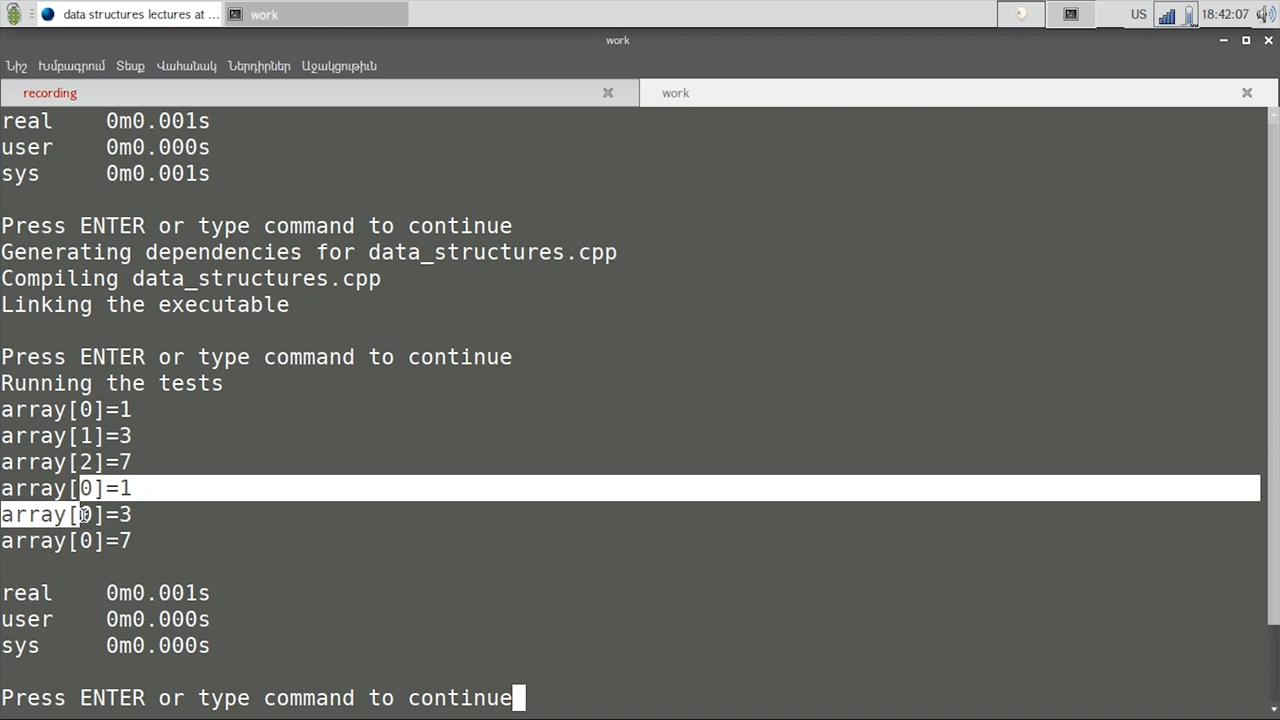 data structures lectures at ...
work
US
18:42:07
work
Նիշ Խմբագրում Տեսք Վահանակ Ներդիրներ Աջակցութիւն
recording
work
real 0m0.001s
user 0m0.000s
sys 0m0.001s
Press ENTER or type command to continue
Generating dependencies for data_structures.cpp
Compiling data_structures.cpp
Linking the executable
Press ENTER or type command to continue
Running the tests
array[0]=1
array[1]=3
array[2]=7
array[0]=1
array[0]=3
array[0]=7
real 0m0.001s
user 0m0.000s
sys 0m0.000s
Press ENTER or type command to continue